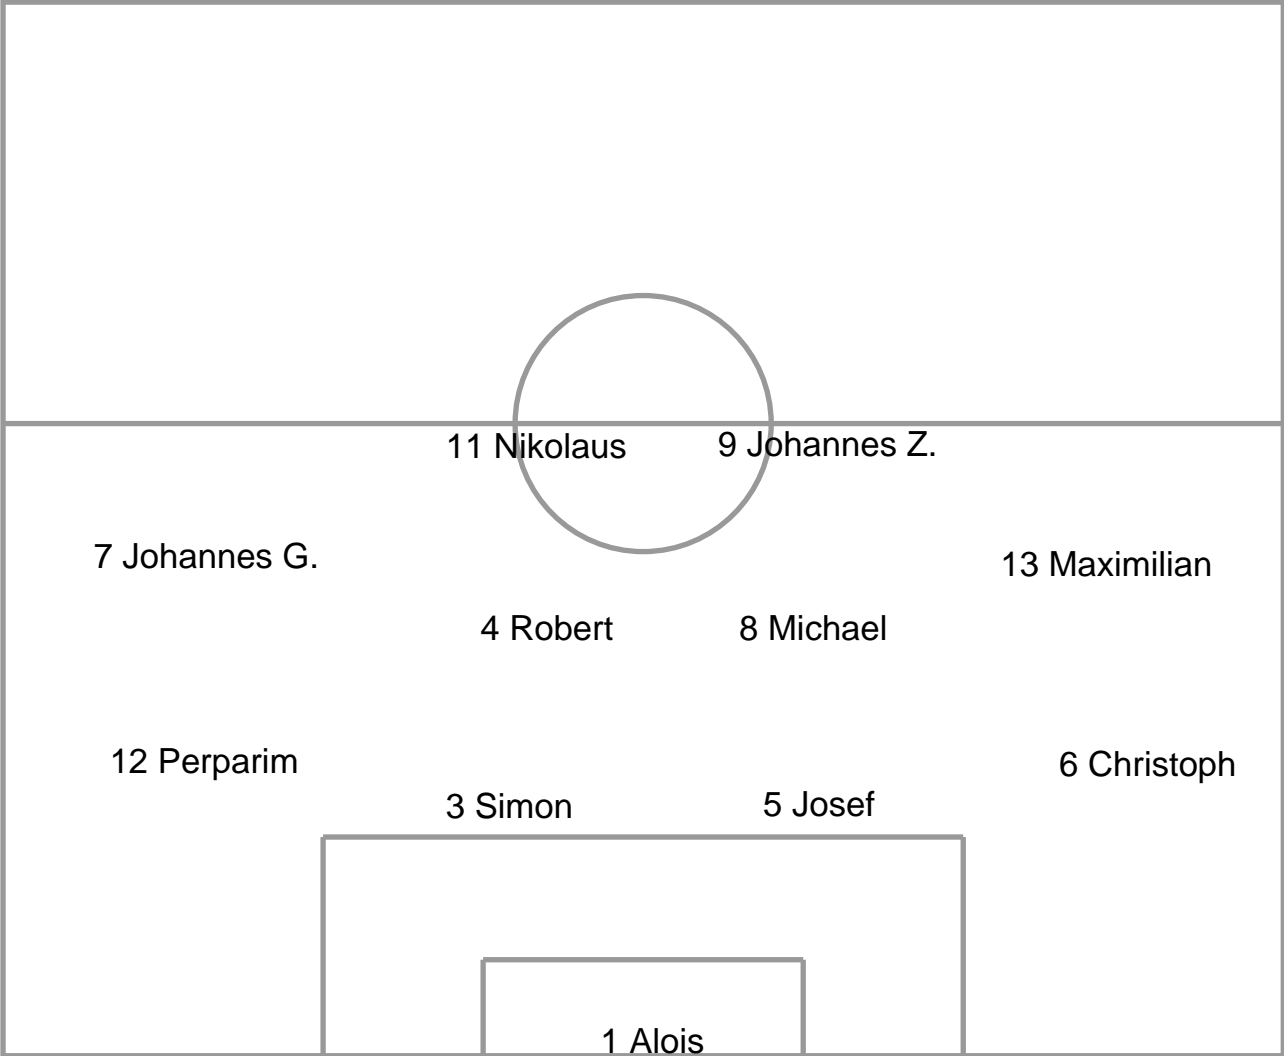 11 Nikolaus
9 Johannes Z.
7 Johannes G.
13 Maximilian
4 Robert
8 Michael
12 Perparim
6 Christoph
3 Simon
5 Josef
1 Alois